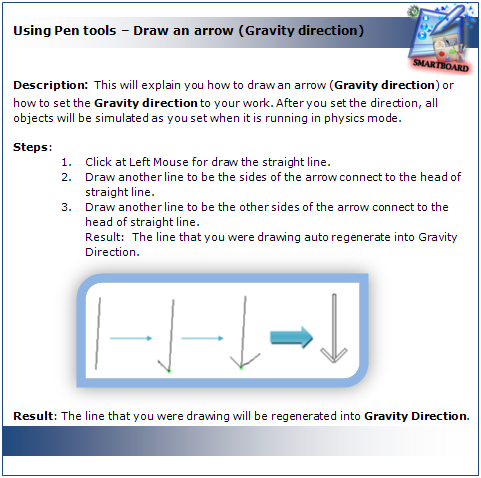 Using Pen tools – Draw an arrow (Gravity direction)
SMARTBOARD
Description: This will explain you how to draw an arrow (Gravity direction) or
how to set the Gravity direction to your work. After you set the direction, all
objects will be simulated as you set when it is running in physics mode.
Steps:
1. Click at Left Mouse for draw the straight line.
2. Draw another line to be the sides of the arrow connect to the head of
straight line.
3. Draw another line to be the other sides of the arrow connect to the
head of straight line.
Result: The line that you were drawing auto regenerate into Gravity
Direction.
Result: The line that you were drawing will be regenerated into Gravity Direction.